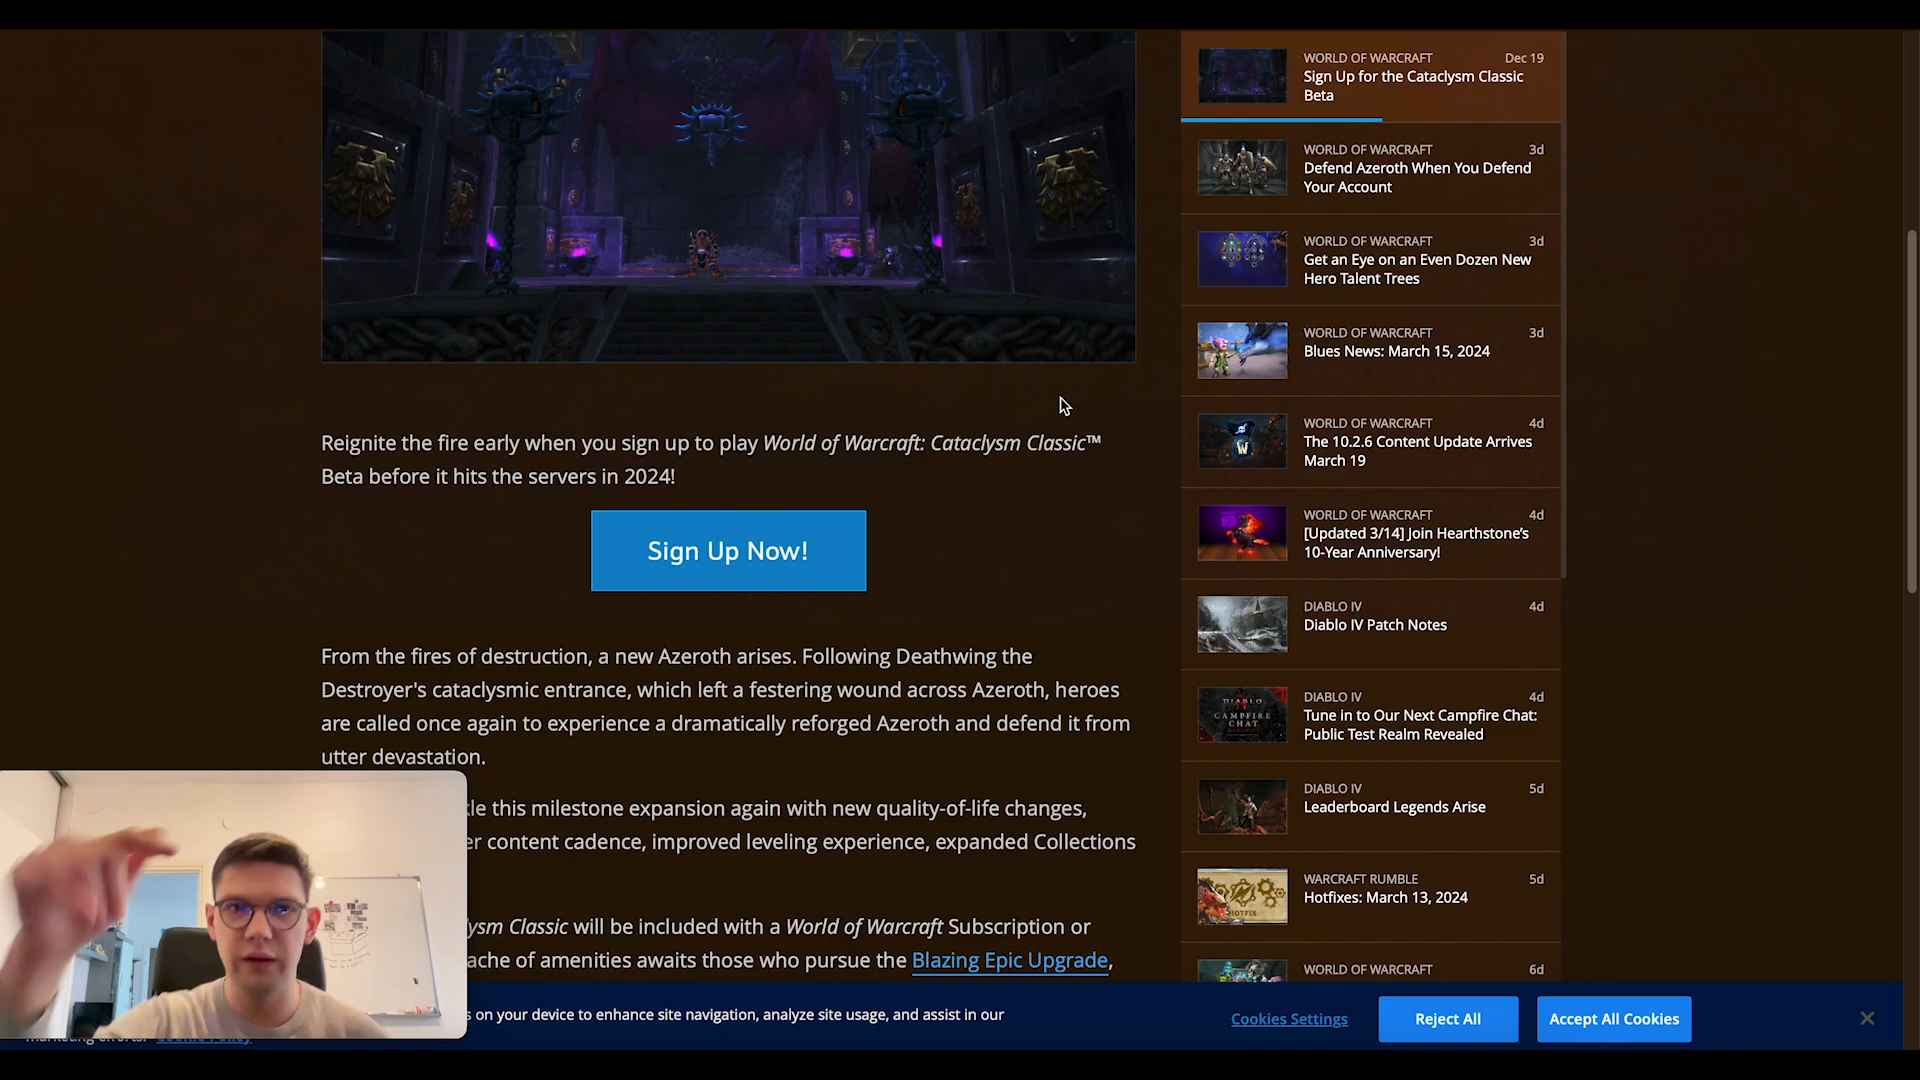 Reignite the fire early when you sign up to play World of Warcraft: Cataclysm Classic™
Beta before it hits the servers in 2024!
Sign Up Now!
From the fires of destruction, a new Azeroth arises. Following Deathwing the
Destroyer's cataclysmic entrance, which left a festering wound across Azeroth, heroes
are called once again to experience a dramatically reforged Azeroth and defend it from
utter devastation.
this milestone expansion again with new quality-of-life changes,
content cadence, improved leveling experience, expanded Collections
Classic will be included with a World of Warcraft Subscription or
of amenities awaits those who pursue the Blazing Epic Upgrade,
WORLD OF WARCRAFT Dec 19
Sign Up for the Cataclysm Classic
Beta
WORLD OF WARCRAFT 3d
Defend Azeroth When You Defend
Your Account
WORLD OF WARCRAFT 3d
Get an Eye on an Even Dozen New
Hero Talent Trees
WORLD OF WARCRAFT 3d
Blues News: March 15, 2024
W
WORLD OF WARCRAFT 4d
The 10.2.6 Content Update Arrives
March 19
WORLD OF WARCRAFT 4d
[Updated 3/14] Join Hearthstone’s
10-Year Anniversary!
DIABLO IV 4d
Diablo IV Patch Notes
DIABLO
CAMPFIRE
CHAT
DIABLO IV 4d
Tune in to Our Next Campfire Chat:
Public Test Realm Revealed
DIABLO IV 5d
Leaderboard Legends Arise
HOTFIX
WARCRAFT RUMBLE 5d
Hotfixes: March 13, 2024
WORLD OF WARCRAFT 6d
on your device to enhance site navigation, analyze site usage, and assist in our
marketing efforts. Cookie Policy
Cookies Settings
Reject All
Accept All Cookies